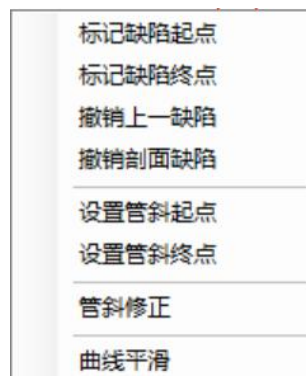 标记缺陷起点
标记缺陷终点
撤销上一缺陷
撤销剖面缺陷
设置管斜起点
设置管斜终点
管斜修正
曲线平滑